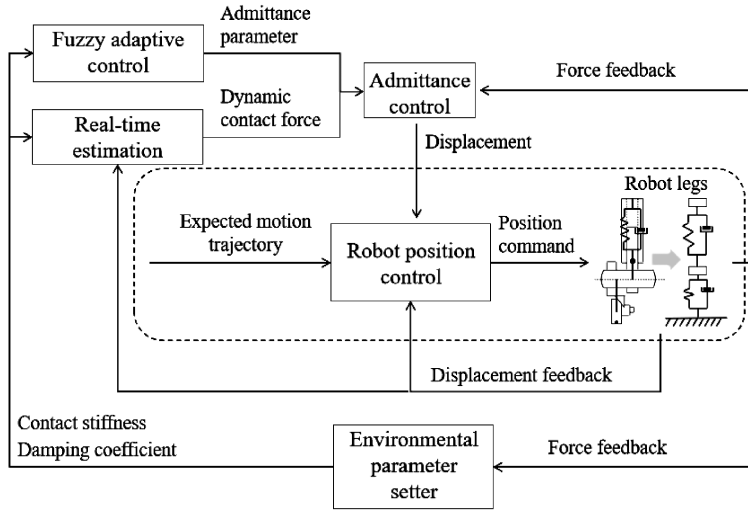 Fuzzy adaptive
control
Admittance
parameter
Admittance
control
Force feedback
Real-time
estimation
Dynamic
contact force
Displacement
Robot legs
Expected motion
trajectory
Robot position
control
Position
command
Displacement feedback
Contact stiffness
Damping coefficient
Environmental
parameter
setter
Force feedback